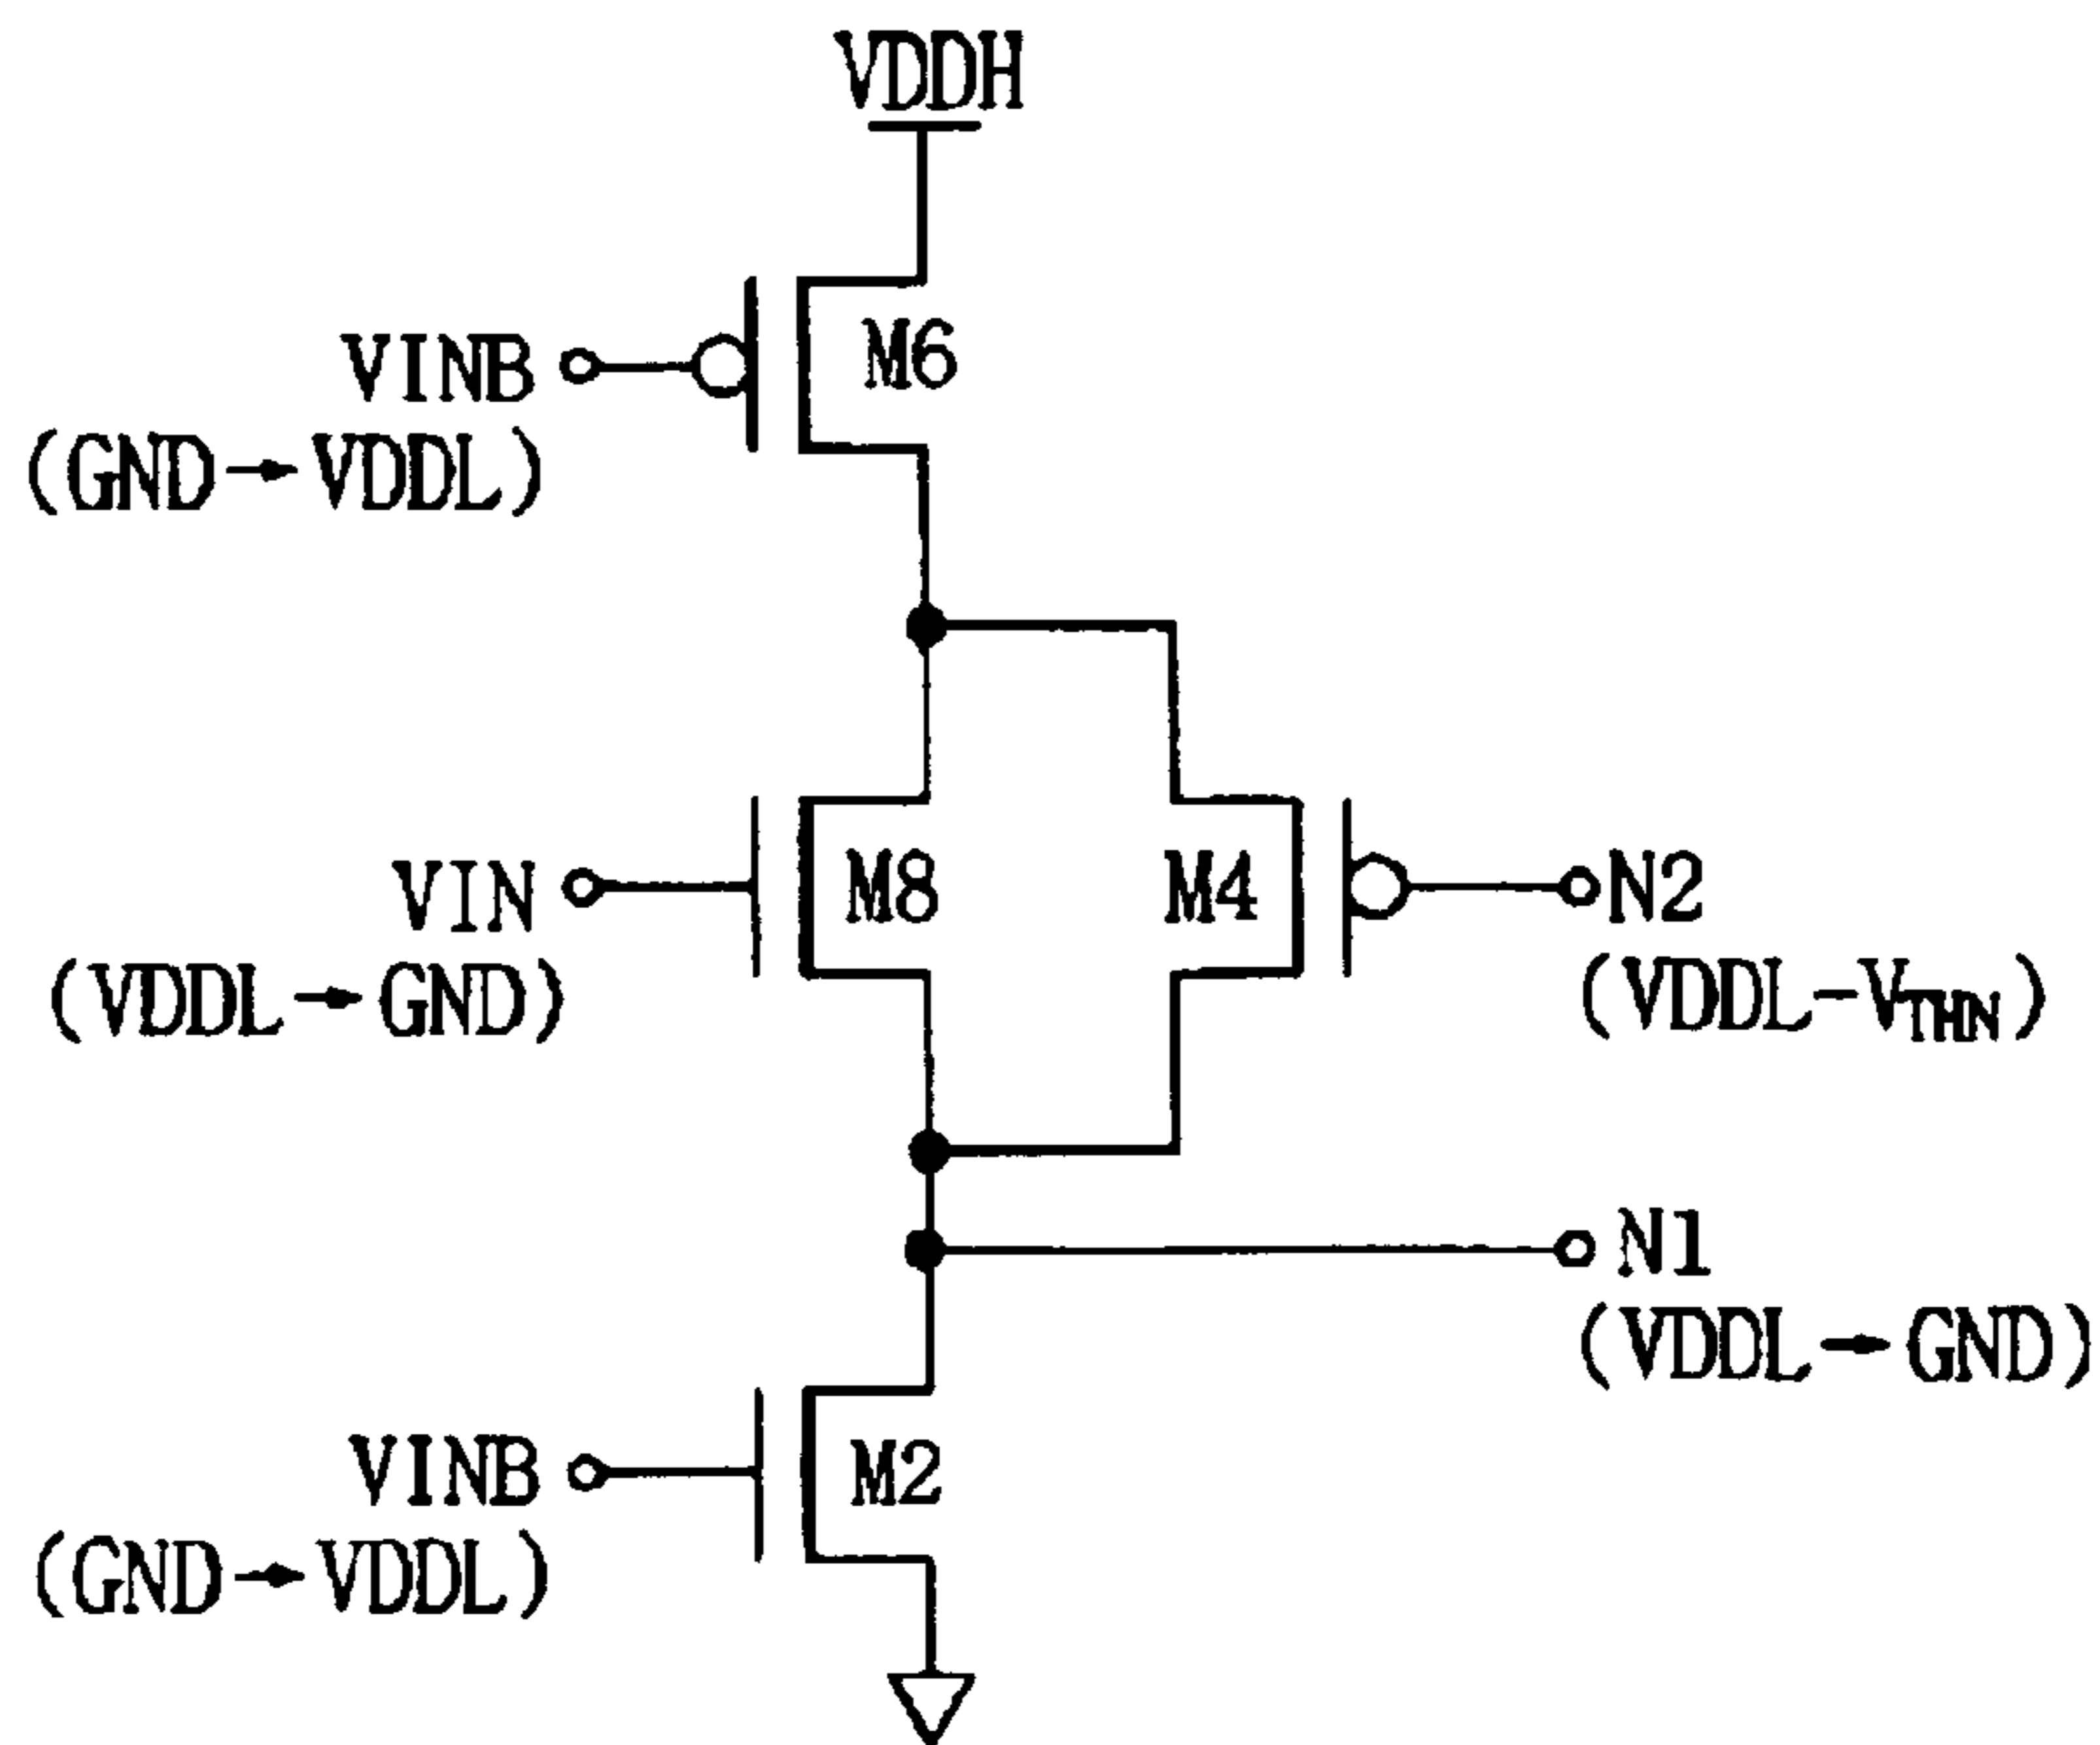 VDDH
M6
VINB
(GND→VDDL)
M8
M4
VIN
(VDDL→GND)
N2
(VDDL-VTHN)
N1
(VDDL→GND)
M2
VINB
(GND→VDDL)